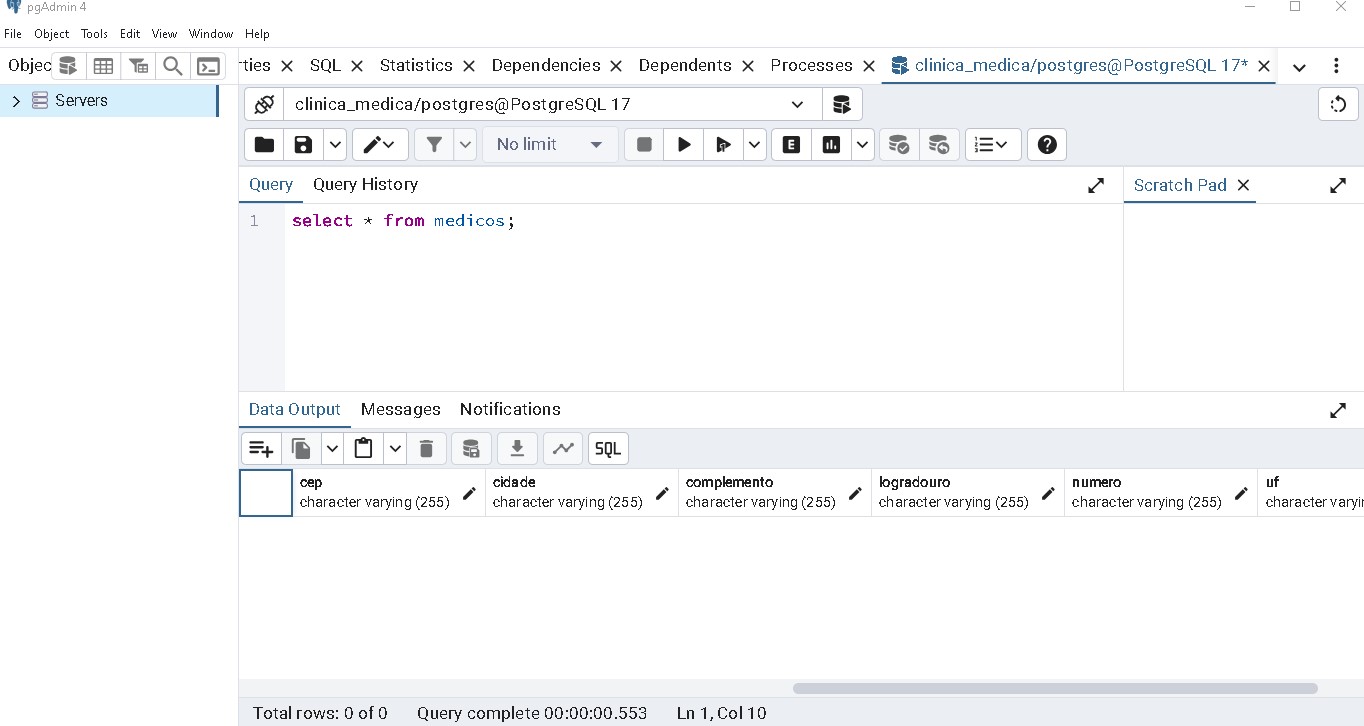 pgAdmin 4
File Object Tools Edit View Window Help
Objec
rties SQL Statistics Dependencies Dependents Processes clinica_medica/postgres@PostgreSQL 17*
Servers
clinica_medica/postgres@PostgreSQL 17
No limit
E
Query Query History
Scratch Pad
1 select * from medicos;
Data Output Messages Notifications
SQL
cep cidade complemento logradouro numero uf
character varying (255) character varying (255) character varying (255) character varying (255) character varying (255) character varyin
Total rows: 0 of 0 Query complete 00:00:00.553 Ln 1, Col 10